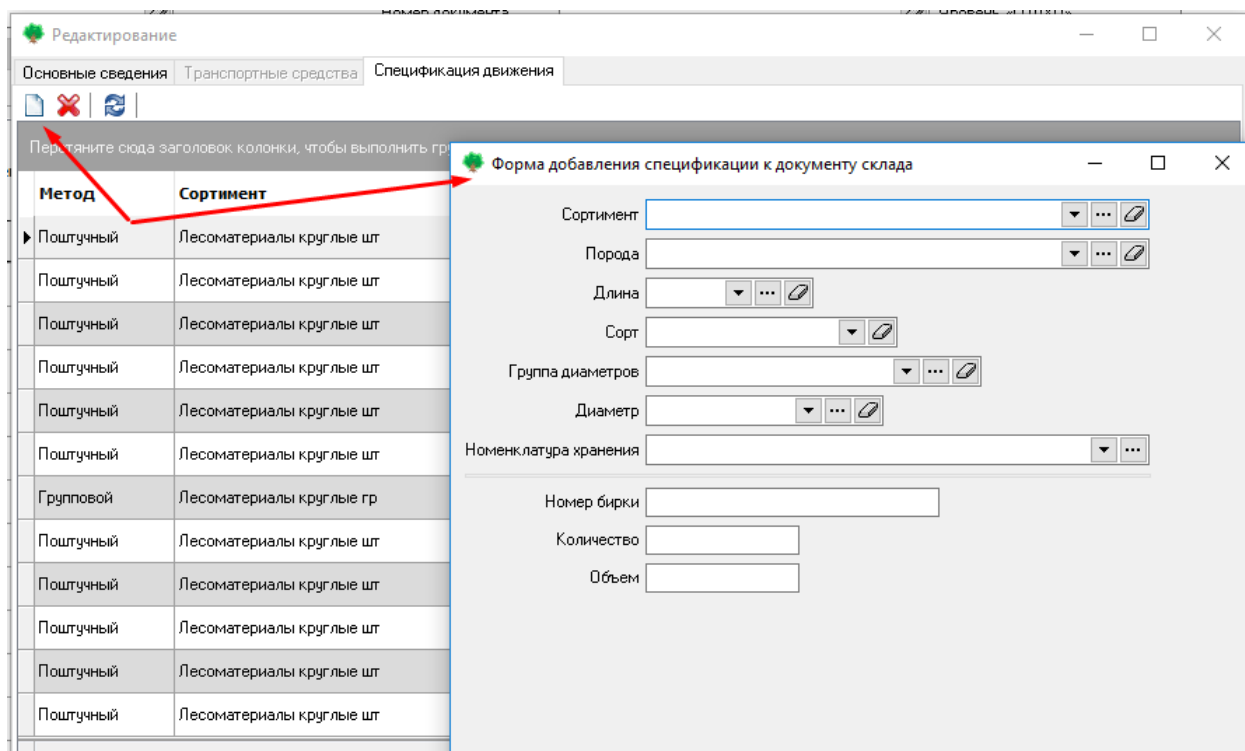 Номер документа
Редактирование
Основные сведения Транспортные средства Спецификация движения
Перетяните сюда заголовок колонки, чтобы выполнить гр
Метод Сортимент
Поштучный Лесоматериалы круглые шт
Поштучный Лесоматериалы круглые шт
Поштучный Лесоматериалы круглые шт
Поштучный Лесоматериалы круглые шт
Поштучный Лесоматериалы круглые шт
Поштучный Лесоматериалы круглые шт
Групповой Лесоматериалы круглые гр
Поштучный Лесоматериалы круглые шт
Поштучный Лесоматериалы круглые шт
Поштучный Лесоматериалы круглые шт
Поштучный Лесоматериалы круглые шт
Поштучный Лесоматериалы круглые шт
Форма добавления спецификации к документу склада
Сортимент
Порода
Длина
Сорт
Группа диаметров
Диаметр
Номенклатура хранения
Номер бирки
Количество
Объем